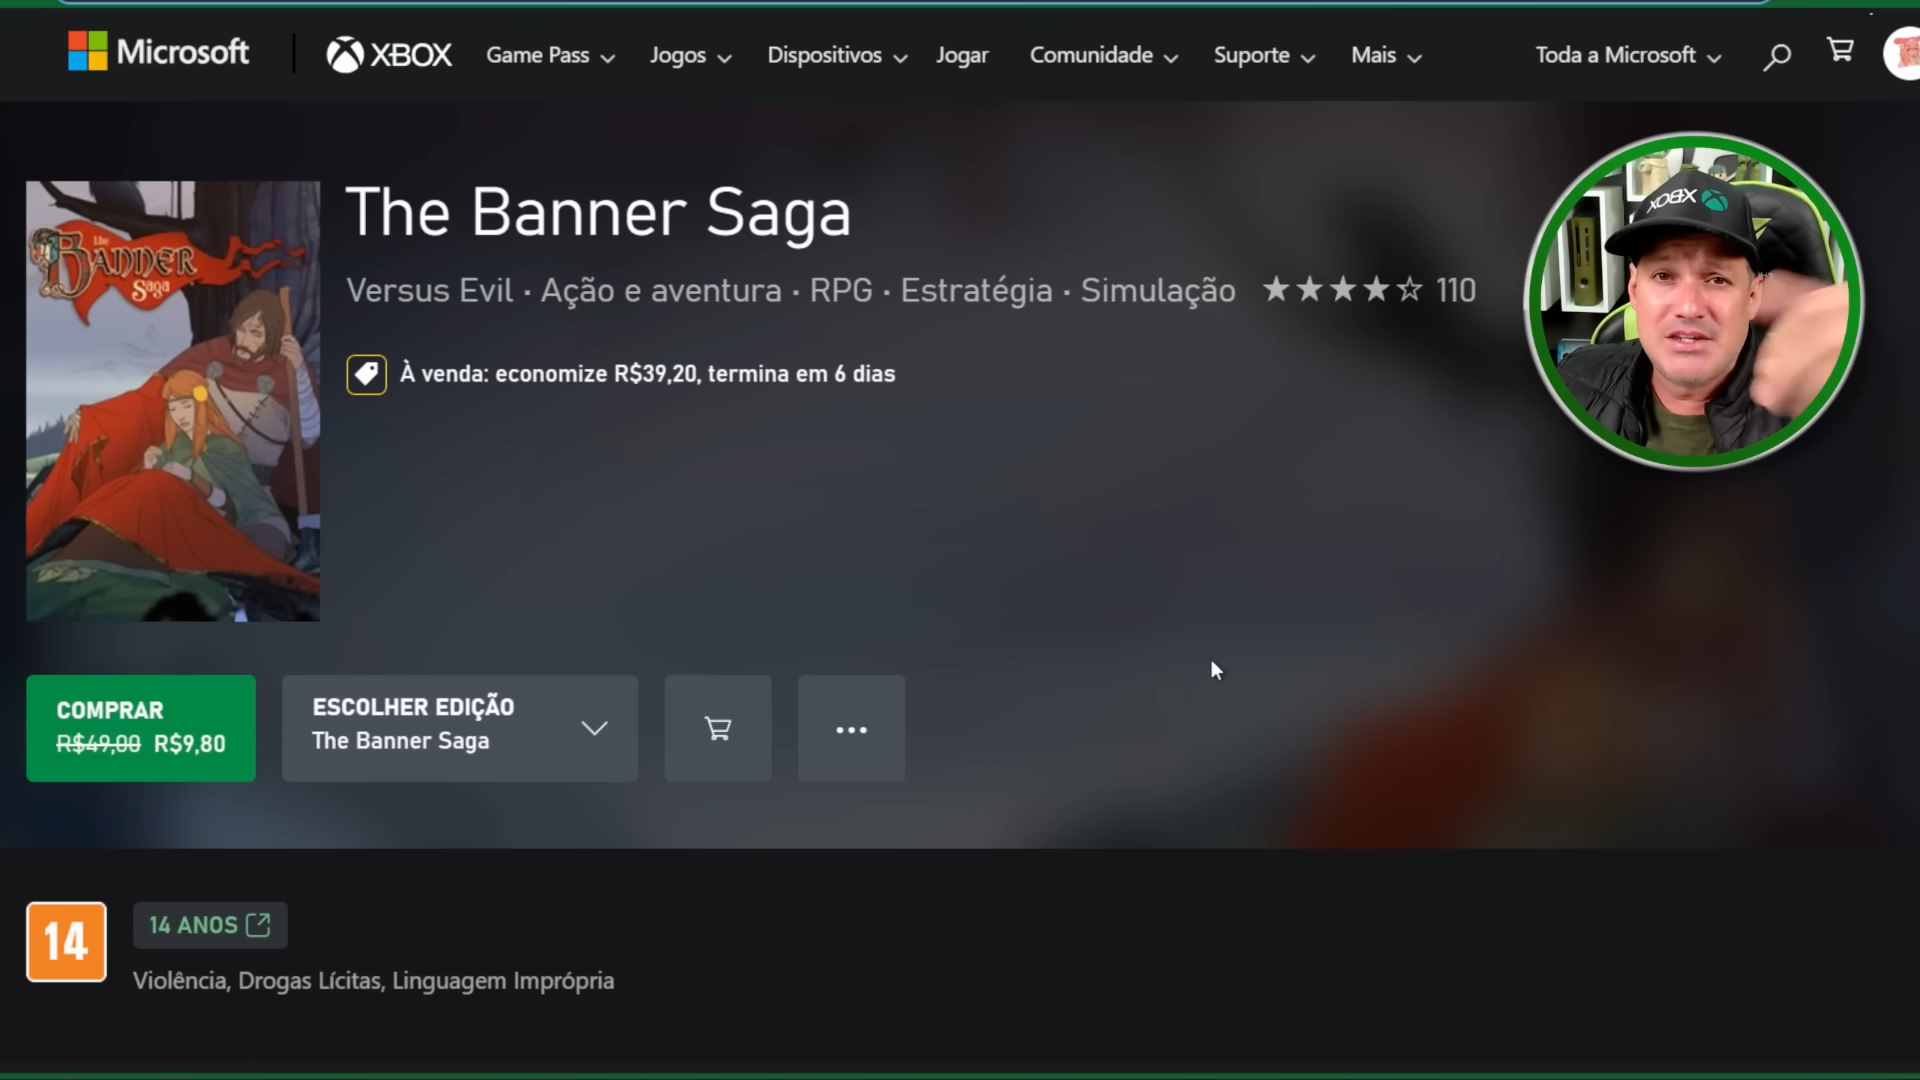 Microsoft
XBOX
Game Pass
Jogos
Dispositivos
Jogar
Comunidade
Suporte
Mais
Toda a Microsoft
The Banner Saga
the
BANNER
Saga
Versus Evil · Ação e aventura · RPG · Estratégia · Simulação ★★★★☆ 110
XBOX
À venda: economize R$39,20, termina em 6 dias
COMPRAR
R$49,00 R$9,80
ESCOLHER EDIÇÃO
The Banner Saga
14
14 ANOS
Violência, Drogas Lícitas, Linguagem Imprópria